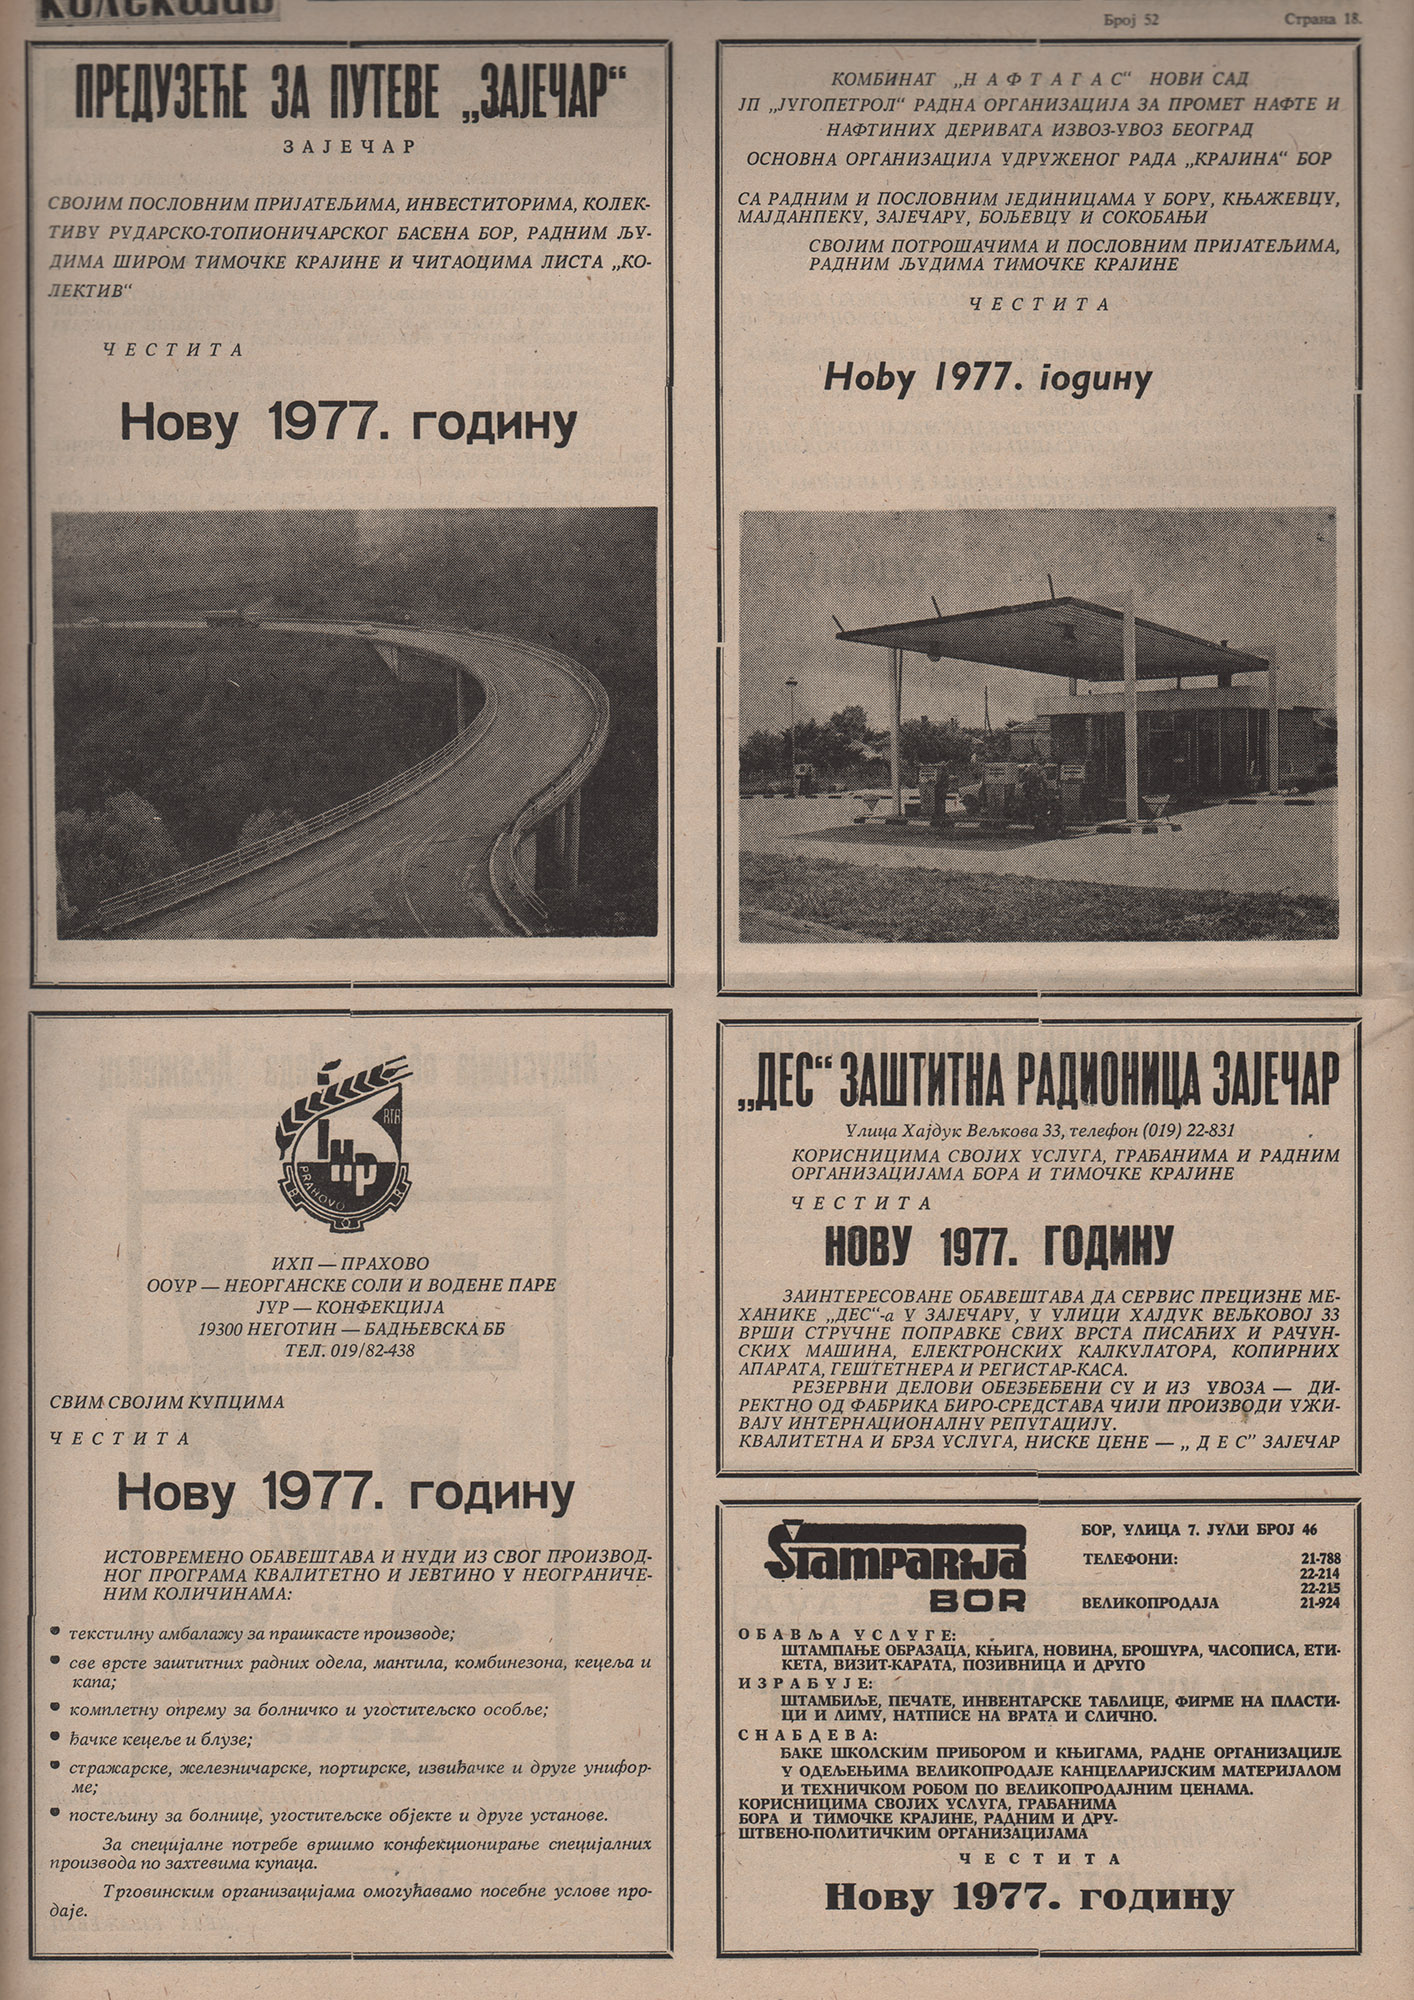 КОЛЕКТИВ
Број 52
Страна 18.
ПРЕДУЗЕЋЕ ЗА ПУТЕВЕ „ЗАЈЕЧАР“
ЗАЈЕЧАР
СВОЈИМ ПОСЛОВНИМ ПРИЈАТЕЉИМА, ИНВЕСТИТОРИМА, КОЛЕК-
ТИВУ РУДАРСКО-ТОПИОНИЧАРСКОГ БАСЕНА БОР, РАДНИМ ЉУ-
ДИМА ШИРОМ ТИМОЧКЕ КРАЈИНЕ И ЧИТАОЦИМА ЛИСТА „КО-
ЛЕКТИВ“
ЧЕСТИТА
Нову 1977. годину
КОМБИНАТ „НАФТАГАС“ НОВИ САД
ЈП „ЈУГОПЕТРОЛ“ РАДНА ОРГАНИЗАЦИЈА ЗА ПРОМЕТ НАФТЕ И
НАФТИНИХ ДЕРИВАТА ИЗВОЗ-УВОЗ БЕОГРАД
ОСНОВНА ОРГАНИЗАЦИЈА УДРУЖЕНОГ РАДА „КРАЈИНА“ БОР
СА РАДНИМ И ПОСЛОВНИМ ЈЕДИНИЦАМА У БОРУ, КЊАЖЕВЦУ,
МАЈДАНПЕКУ, ЗАЈЕЧАРУ, БОЉЕВЦУ И СОКОБАЊИ
СВОЈИМ ПОТРОШАЧИМА И ПОСЛОВНИМ ПРИЈАТЕЉИМА,
РАДНИМ ЉУДИМА ТИМОЧКЕ КРАЈИНЕ
ЧЕСТИТА
Нову 1977. годину
INHP
RTB
PRAHOVO
BOR
ИХП — ПРАХОВО
ООУР — НЕОРГАНСКЕ СОЛИ И ВОДЕНЕ ПАРЕ
ЈУР — КОНФЕКЦИЈА
19300 НЕГОТИН — БАДЊЕВСКА ББ
ТЕЛ. 019/82-438
СВИМ СВОЈИМ КУПЦИМА
ЧЕСТИТА
Нову 1977. годину
ИСТОВРЕМЕНО ОБАВЕШТАВА И НУДИ ИЗ СВОГ ПРОИЗВОД-
НОГ ПРОГРАМА КВАЛИТЕТНО И ЈЕВТИНО У НЕОГРАНИЧЕ-
НИМ КОЛИЧИНАМА:
• текстилну амбалажу за прашкасте производе;
• све врсте заштитних радних одела, мантила, комбинезона, кецеља и
капа;
• комплетну опрему за болничко и угоститељско особље;
• ђачке кецеље и блузе;
• стражарске, железничарске, портирске, извиђачке и друге унифор-
ме;
• постељину за болнице, угоститељске објекте и друге установе.
За специјалне потребе вршимо конфекционирање специјалних
производа по захтевима купаца.
Трговинским организацијама омогућавамо посебне услове про-
даје.
„ДЕС“ ЗАШТИТНА РАДИОНИЦА ЗАЈЕЧАР
Улица Хајдук Вељкова 33, телефон (019) 22-831
КОРИСНИЦИМА СВОЈИХ УСЛУГА, ГРАЂАНИМА И РАДНИМ
ОРГАНИЗАЦИЈАМА БОРА И ТИМОЧКЕ КРАЈИНЕ
ЧЕСТИТА
НОВУ 1977. ГОДИНУ
ЗАИНТЕРЕСОВАНЕ ОБАВЕШТАВА ДА СЕРВИС ПРЕЦИЗНЕ МЕ-
ХАНИКЕ „ДЕС“-а У ЗАЈЕЧАРУ, У УЛИЦИ ХАЈДУК ВЕЉКОВОЈ 33
ВРШИ СТРУЧНЕ ПОПРАВКЕ СВИХ ВРСТА ПИСАЋИХ И РАЧУН-
СКИХ МАШИНА, ЕЛЕКТРОНСКИХ КАЛКУЛАТОРА, КОПИРНИХ
АПАРАТА, ГЕШТЕТНЕРА И РЕГИСТАР-КАСА.
РЕЗЕРВНИ ДЕЛОВИ ОБЕЗБЕЂЕНИ СУ И ИЗ УВОЗА — ДИ-
РЕКТНО ОД ФАБРИКА БИРО-СРЕДСТАВА ЧИЈИ ПРОИЗВОДИ УЖИ-
ВАЈУ ИНТЕРНАЦИОНАЛНУ РЕПУТАЦИЈУ.
КВАЛИТЕТНА И БРЗА УСЛУГА, НИСКЕ ЦЕНЕ — „ДЕС” ЗАЈЕЧАР
Štamparija
BOR
БОР, УЛИЦА 7. ЈУЛИ БРОЈ 46
ТЕЛЕФОНИ: 21-788
22-214
22-215
ВЕЛИКОПРОДАЈА 21-924
ОБАВЉА УСЛУГЕ:
ШТАМПАЊЕ ОБРАЗАЦА, КЊИГА, НОВИНА, БРОШУРА, ЧАСОПИСА, ЕТИ-
КЕТА, ВИЗИТ-КАРАТА, ПОЗИВНИЦА И ДРУГО
ИЗРАБУЈЕ:
ШТАМБИЉЕ, ПЕЧАТЕ, ИНВЕНТАРСКЕ ТАБЛИЦЕ, ФИРМЕ НА ПЛАСТИ-
ЦИ И ЛИМУ, НАТПИСЕ НА ВРАТА И СЛИЧНО.
СНАБДЕВА:
ЂАКЕ ШКОЛСКИМ ПРИБОРОМ И КЊИГАМА, РАДНЕ ОРГАНИЗАЦИЈЕ
У ОДЕЉЕЊИМА ВЕЛИКОПРОДАЈЕ КАНЦЕЛАРИЈСКИМ МАТЕРИЈАЛОМ
И ТЕХНИЧКОМ РОБОМ ПО ВЕЛИКОПРОДАЈНИМ ЦЕНАМА.
КОРИСНИЦИМА СВОЈИХ УСЛУГА, ГРАЂАНИМА
БОРА И ТИМОЧКЕ КРАЈИНЕ, РАДНИМ И ДРУ-
ШТВЕНО-ПОЛИТИЧКИМ ОРГАНИЗАЦИЈАМА
ЧЕСТИТА
Нову 1977. годину